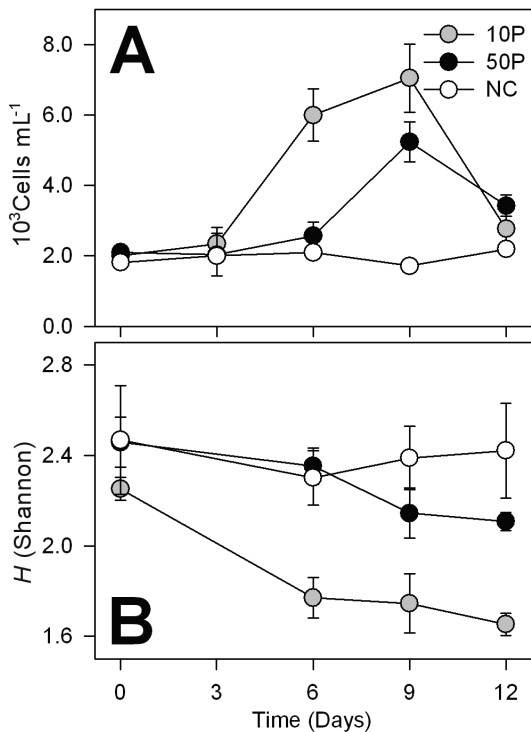 A
10P
50P
NC
8.0
6.0
4.0
2.0
0.0
10³Cells mL⁻¹
2.8
2.4
2.0
1.6
H (Shannon)
B
0 3 6 9 12
Time (Days)